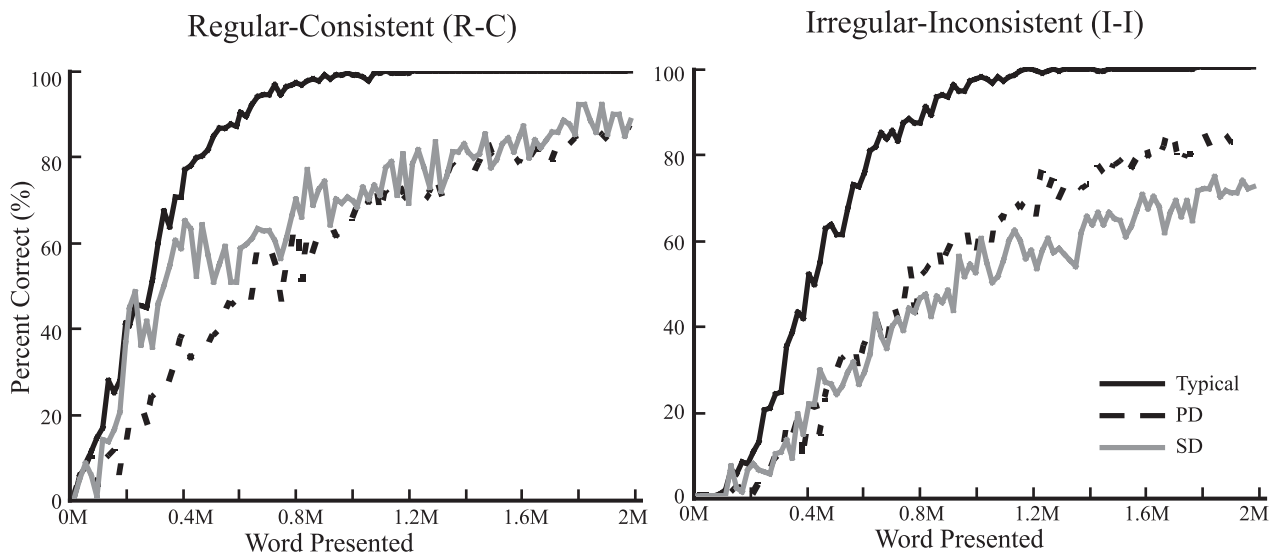 Regular-Consistent (R-C)
Irregular-Inconsistent (I-I)
Percent Correct (%)
100
80
60
40
20
0
0M 0.4M 0.8M 1.2M 1.6M 2M
Word Presented
100
80
60
40
20
0
0M 0.4M 0.8M 1.2M 1.6M 2M
Word Presented
Typical
PD
SD